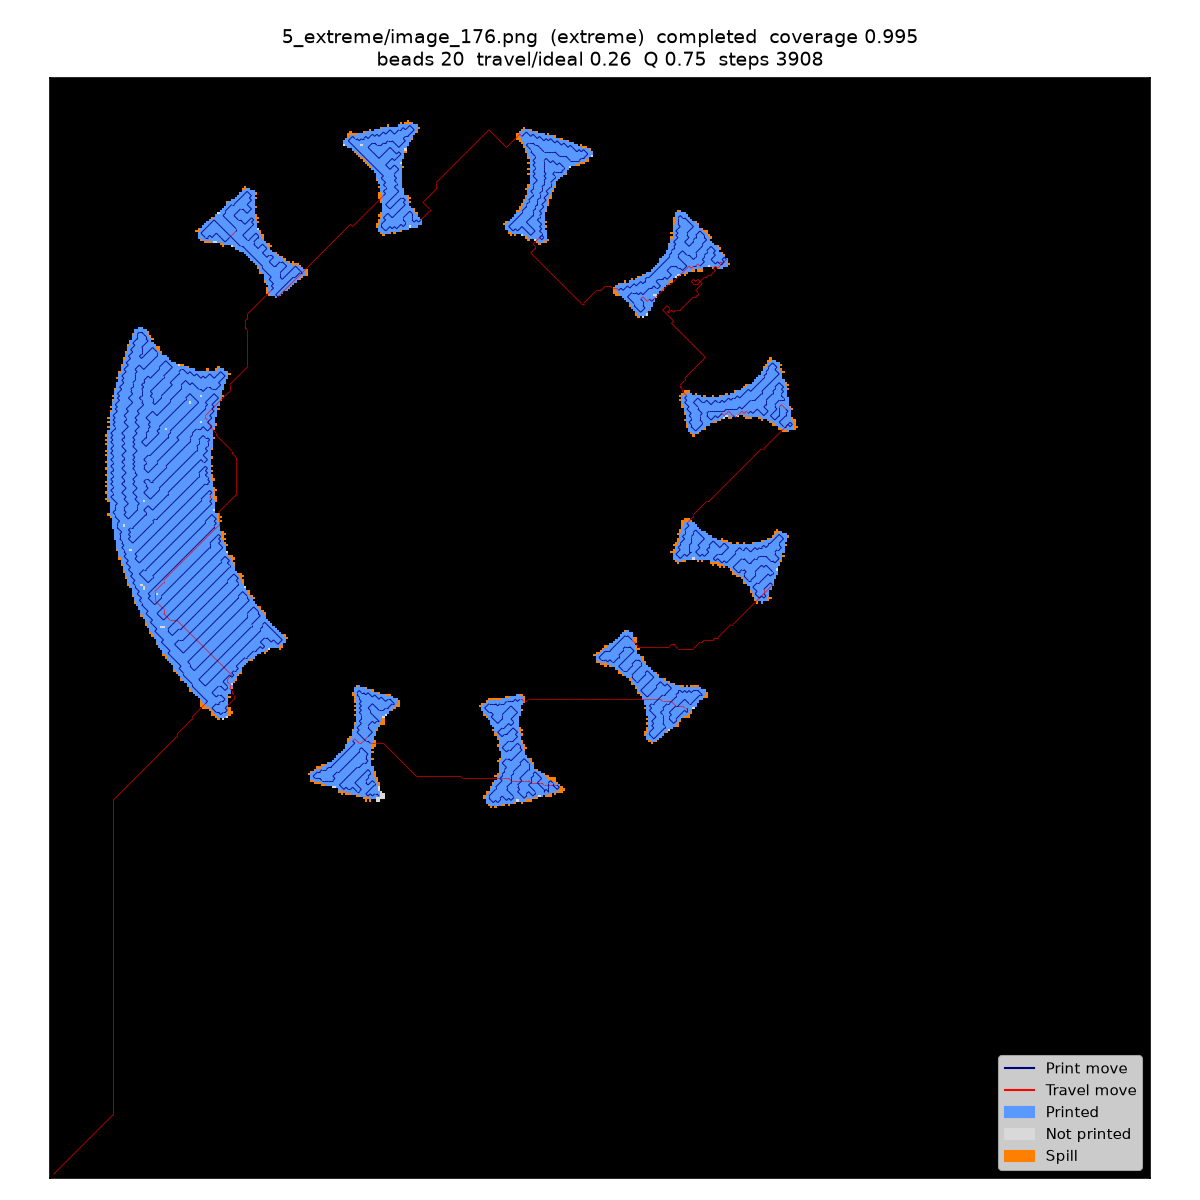 5_extreme/image_176.png  (extreme)  completed  coverage 0.995
beads 20  travel/ideal 0.26  Q 0.75  steps 3908
Print move
Travel move
Printed
Not printed
Spill